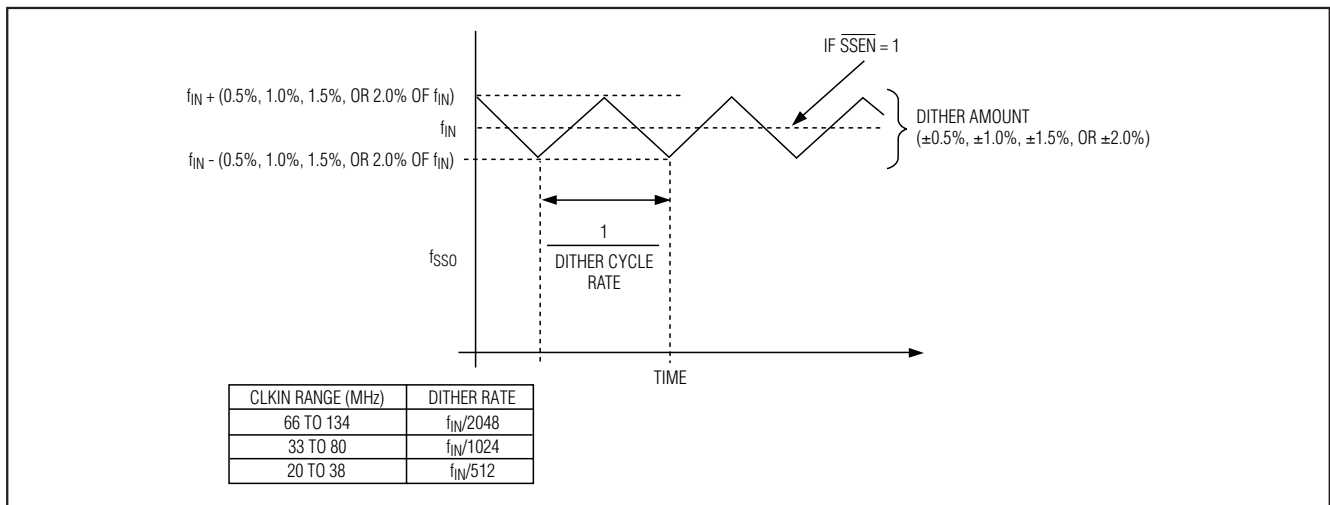 IF S̅S̅E̅N̅ = 1
f_IN + (0.5%, 1.0%, 1.5%, OR 2.0% OF f_IN)
f_IN
f_IN - (0.5%, 1.0%, 1.5%, OR 2.0% OF f_IN)
DITHER AMOUNT
(±0.5%, ±1.0%, ±1.5%, OR ±2.0%)
f_SSO
1
DITHER CYCLE
RATE
TIME
CLKIN RANGE (MHz) DITHER RATE
66 TO 134 f_IN/2048
33 TO 80 f_IN/1024
20 TO 38 f_IN/512